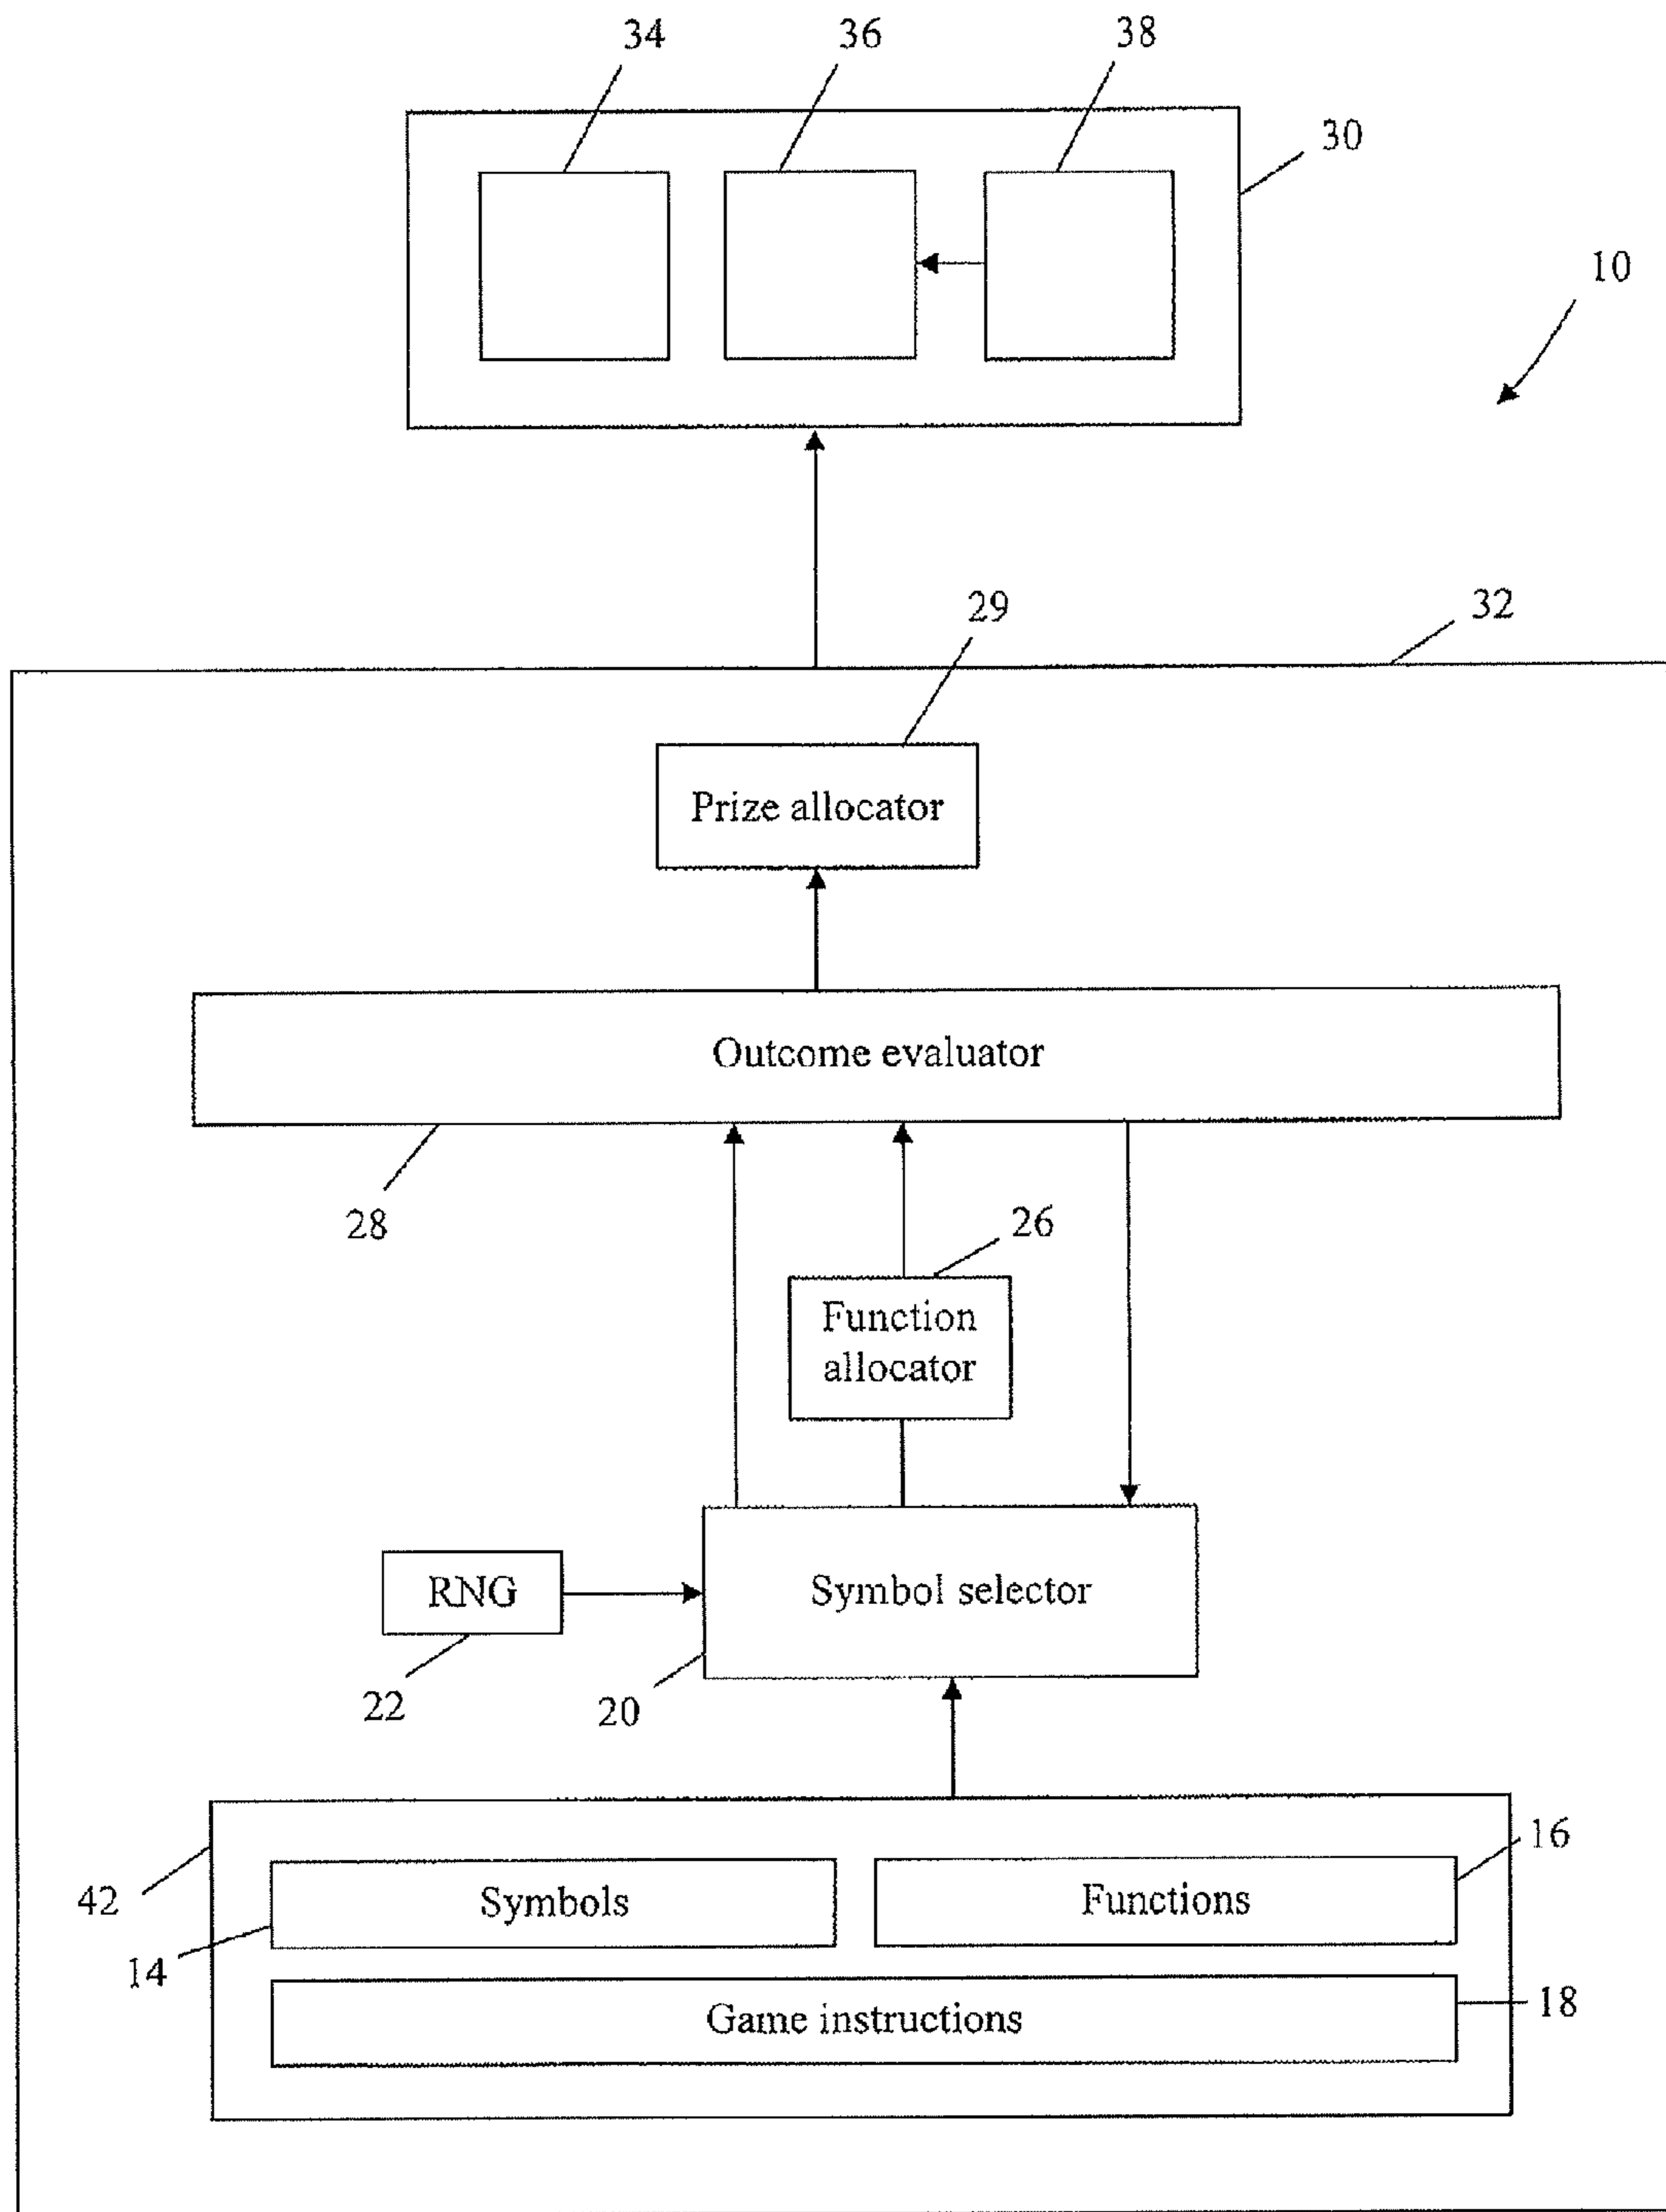 34
36
38
30
10
32
29
Prize allocator
Outcome evaluator
28
26
Function
allocator
RNG
Symbol selector
22
20
16
42
Symbols
Functions
14
18
Game instructions